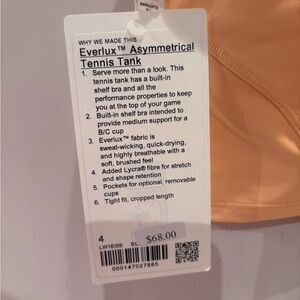 WHY WE MADE THIS
Everlux™ Asymmetrical
Tennis Tank
1. Serve more than a look. This
tennis tank has a built-in
shelf bra and all the
performance properties to keep
you at the top of your game
2. Built-in shelf bra intended to
provide medium support for a
B/C cup
3. Everlux™ fabric is
sweat-wicking, quick-drying,
and highly breathable with a
soft, brushed feel
4. Added Lycra® fibre for stretch
and shape retention
5. Pockets for optional, removable
cups
6. Tight fit, cropped length
4
LW1EI5S SL
$68.00
000147027885